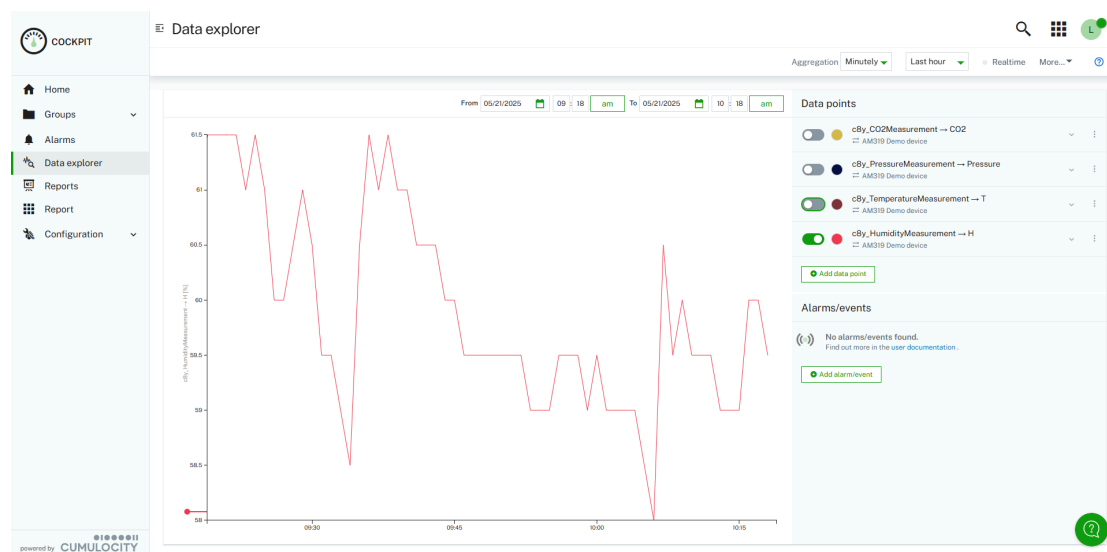 COCKPIT
Data explorer
L
Aggregation Minutely Last hour Realtime More...
Home
Groups
Alarms
Data explorer
Reports
Report
Configuration
From 05/21/2025 09 : 18 am To 05/21/2025 10 : 18 am
61.5
61
60.5
60
59.5
59
58.5
58
c8y_HumidityMeasurement → H [%]
09:30 09:45 10:00 10:15
Data points
c8y_CO2Measurement → CO2
AM319 Demo device
c8y_PressureMeasurement → Pressure
AM319 Demo device
c8y_TemperatureMeasurement → T
AM319 Demo device
c8y_HumidityMeasurement → H
AM319 Demo device
Add data point
Alarms/events
No alarms/events found.
Find out more in the user documentation .
Add alarm/event
powered by CUMULOCITY